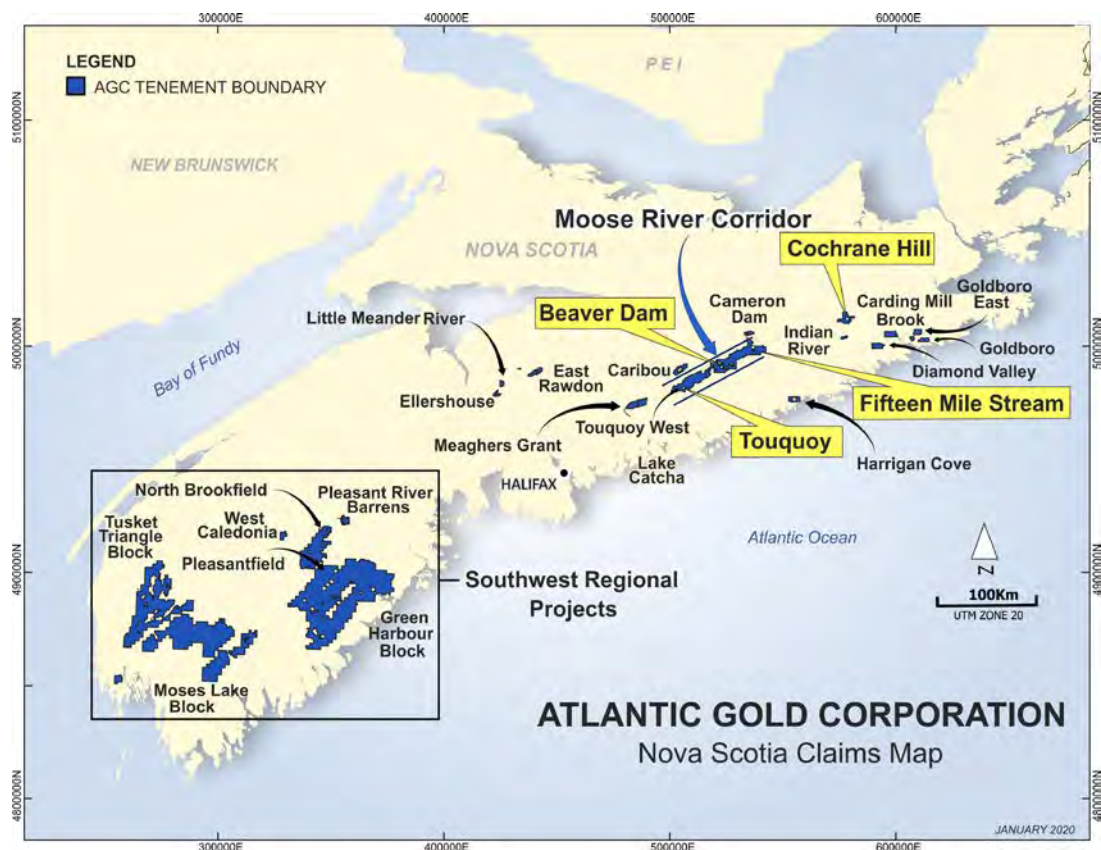 300000E
400000E
500000E
600000E
LEGEND
AGC TENEMENT BOUNDARY
PEI
5100000N
5100000N
NEW BRUNSWICK
Moose River Corridor
NOVA SCOTIA
Cochrane Hill
Goldboro
East
Cameron
Dam
Carding Mill
Brook
Little Meander River
Beaver Dam
Indian
River
5000000N
5000000N
Bay of Fundy
Goldboro
East
Rawdon
Caribou
Diamond Valley
Ellershouse
Fifteen Mile Stream
Touquoy West
Meaghers Grant
Touquoy
Harrigan Cove
Lake
Catcha
HALIFAX
North Brookfield
Pleasant River
Barrens
Tusket
Triangle
Block
West
Caledonia
Pleasantfield
Atlantic Ocean
4900000N
4900000N
Southwest Regional
Projects
Z
100Km
UTM ZONE 20
Green
Harbour
Block
Moses Lake
Block
ATLANTIC GOLD CORPORATION
Nova Scotia Claims Map
4800000N
4800000N
JANUARY 2020
300000E
400000E
500000E
600000E